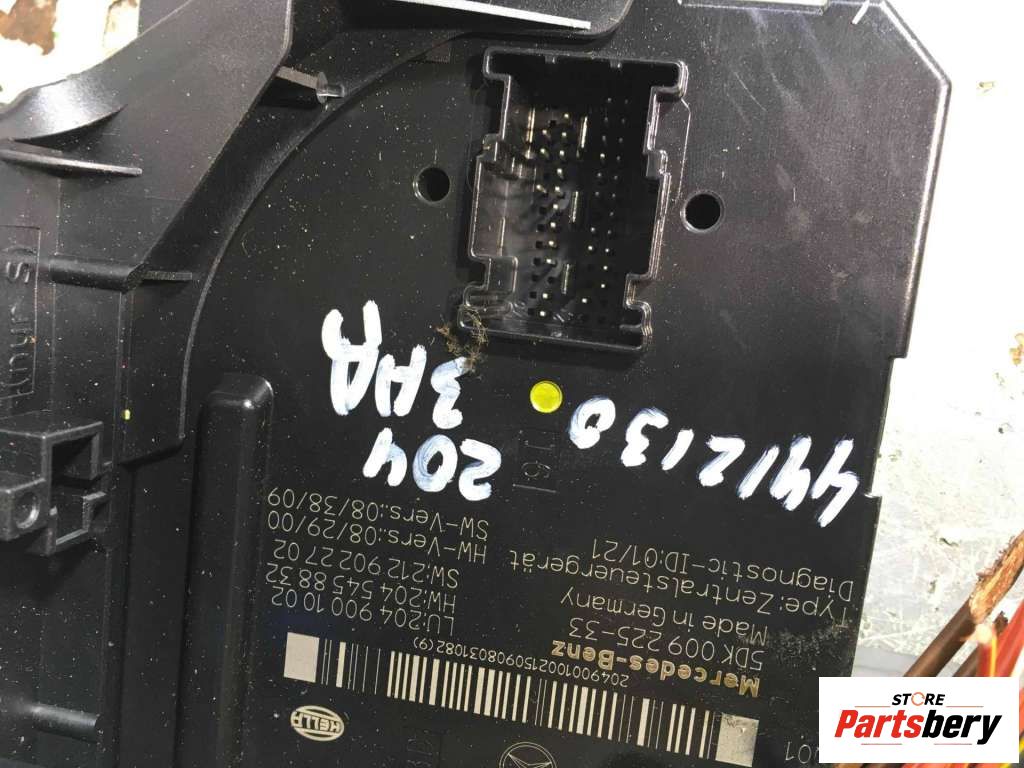 Mercedes-Benz
5DK 009 225-33
Made in Germany
Type: Zentralsteuergerät
Diagnostic-ID:01/21
2049001002150908031082(9)
LU:204 900 10 02
HW:204 545 88 32
SW:212 902 27 02
HW-Vers.:08/29/00
SW-Vers.:08/38/09
HELLA
4412130
204
STORE
Partsbery